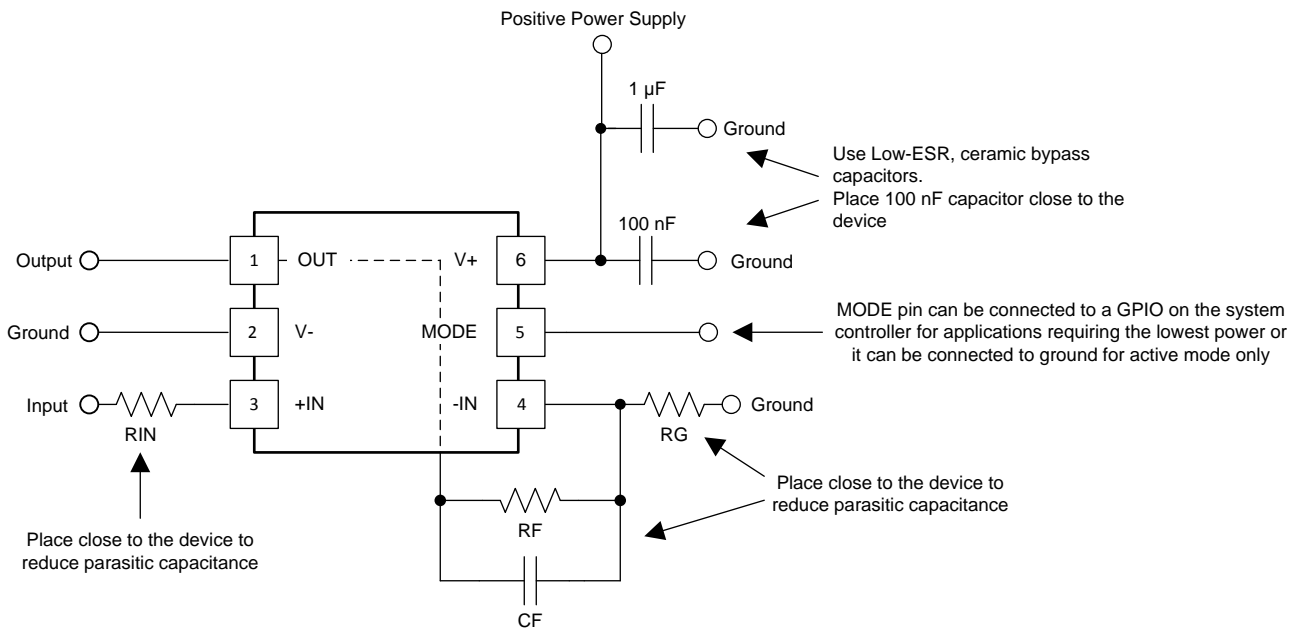 Positive Power Supply
1 µF
Ground
Use Low-ESR, ceramic bypass
capacitors.
Place 100 nF capacitor close to the
device
100 nF
Ground
Output
1
OUT
V+
6
Ground
2
V-
MODE
5
MODE pin can be connected to a GPIO on the system
controller for applications requiring the lowest power or
it can be connected to ground for active mode only
Input
RIN
3
+IN
-IN
4
RG
Ground
Place close to the device to
reduce parasitic capacitance
RF
CF
Place close to the device to
reduce parasitic capacitance